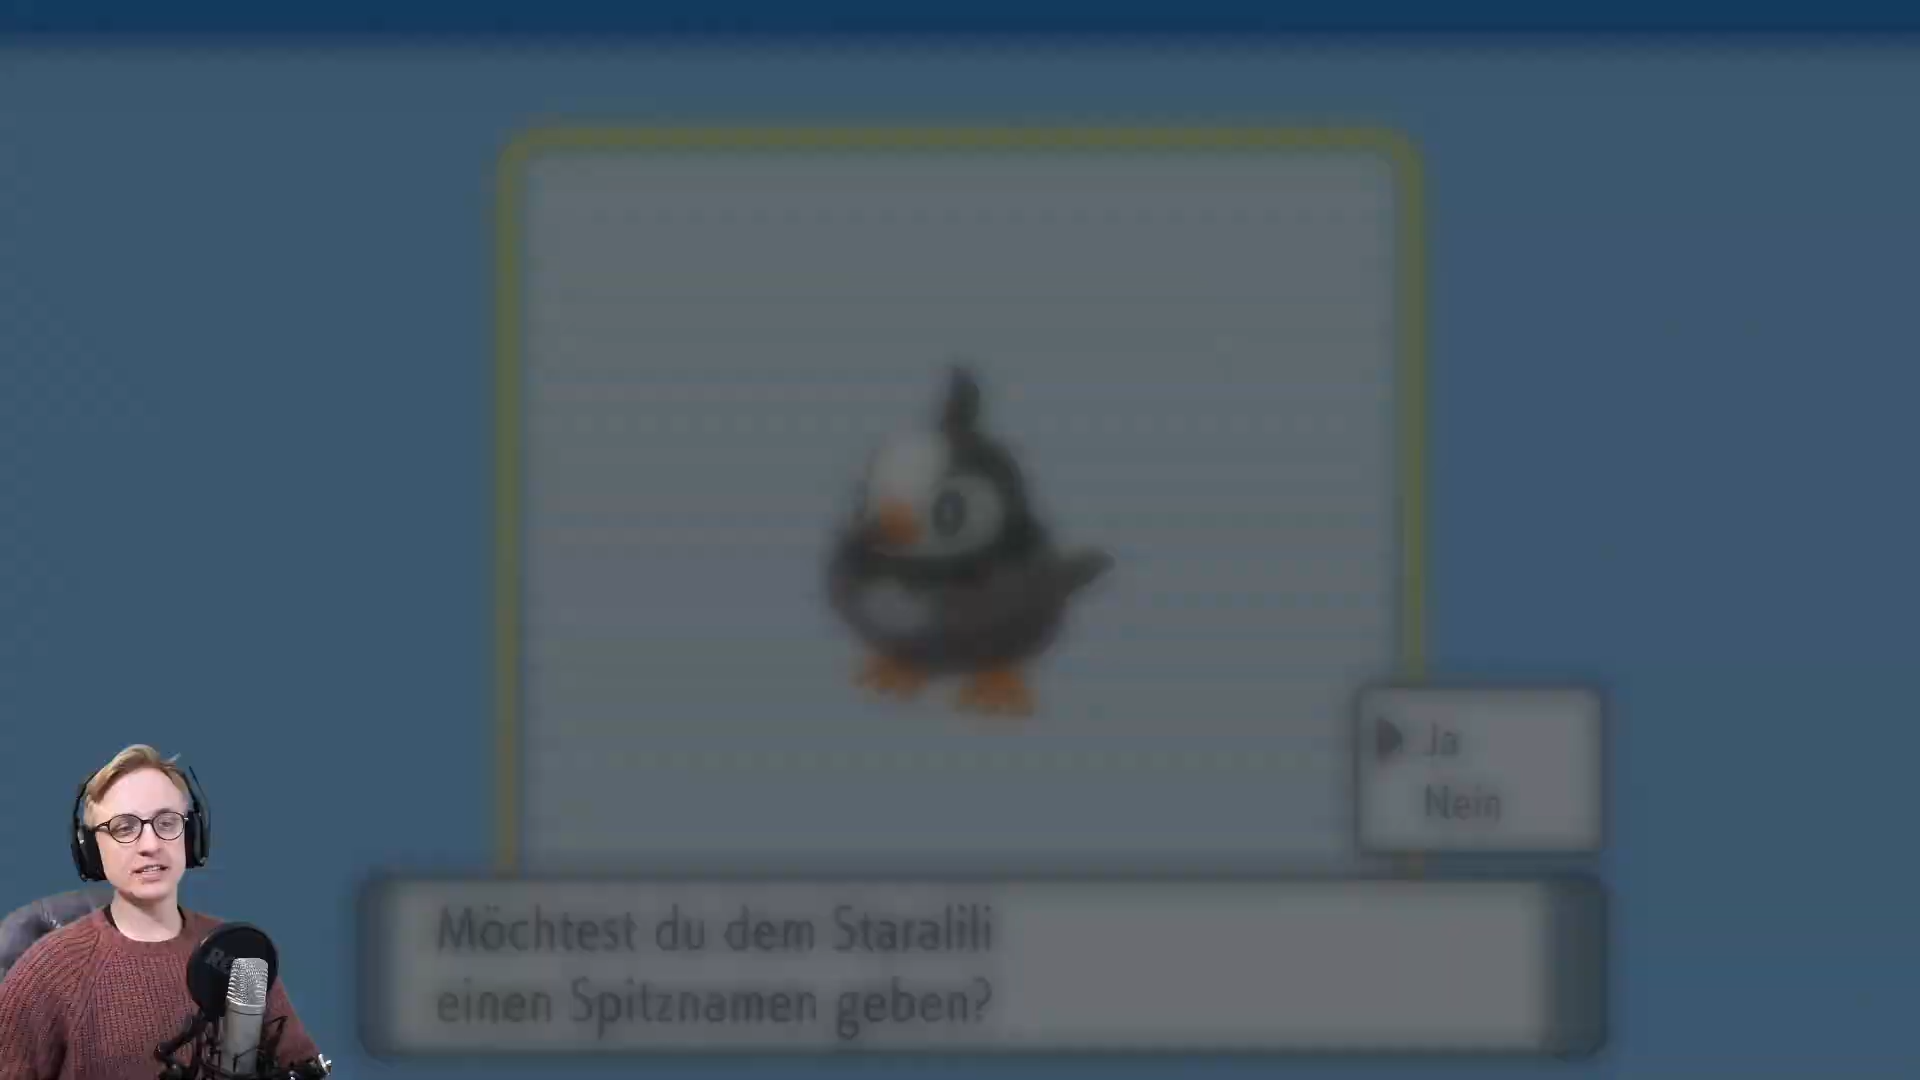 Ja
Nein
Möchtest du dem Staralili
einen Spitznamen geben?